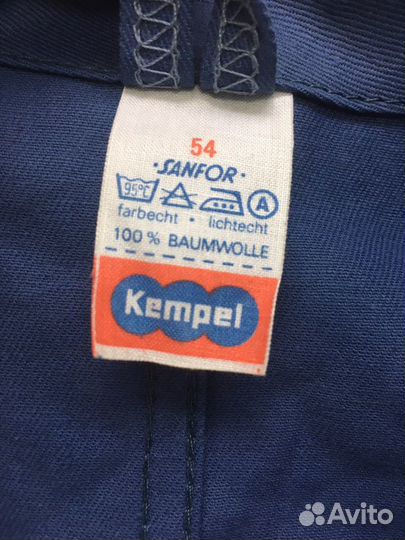 54
• SANFOR •
95°C A
farbecht • lichtecht
100 % BAUMWOLLE
Kempel
Avito